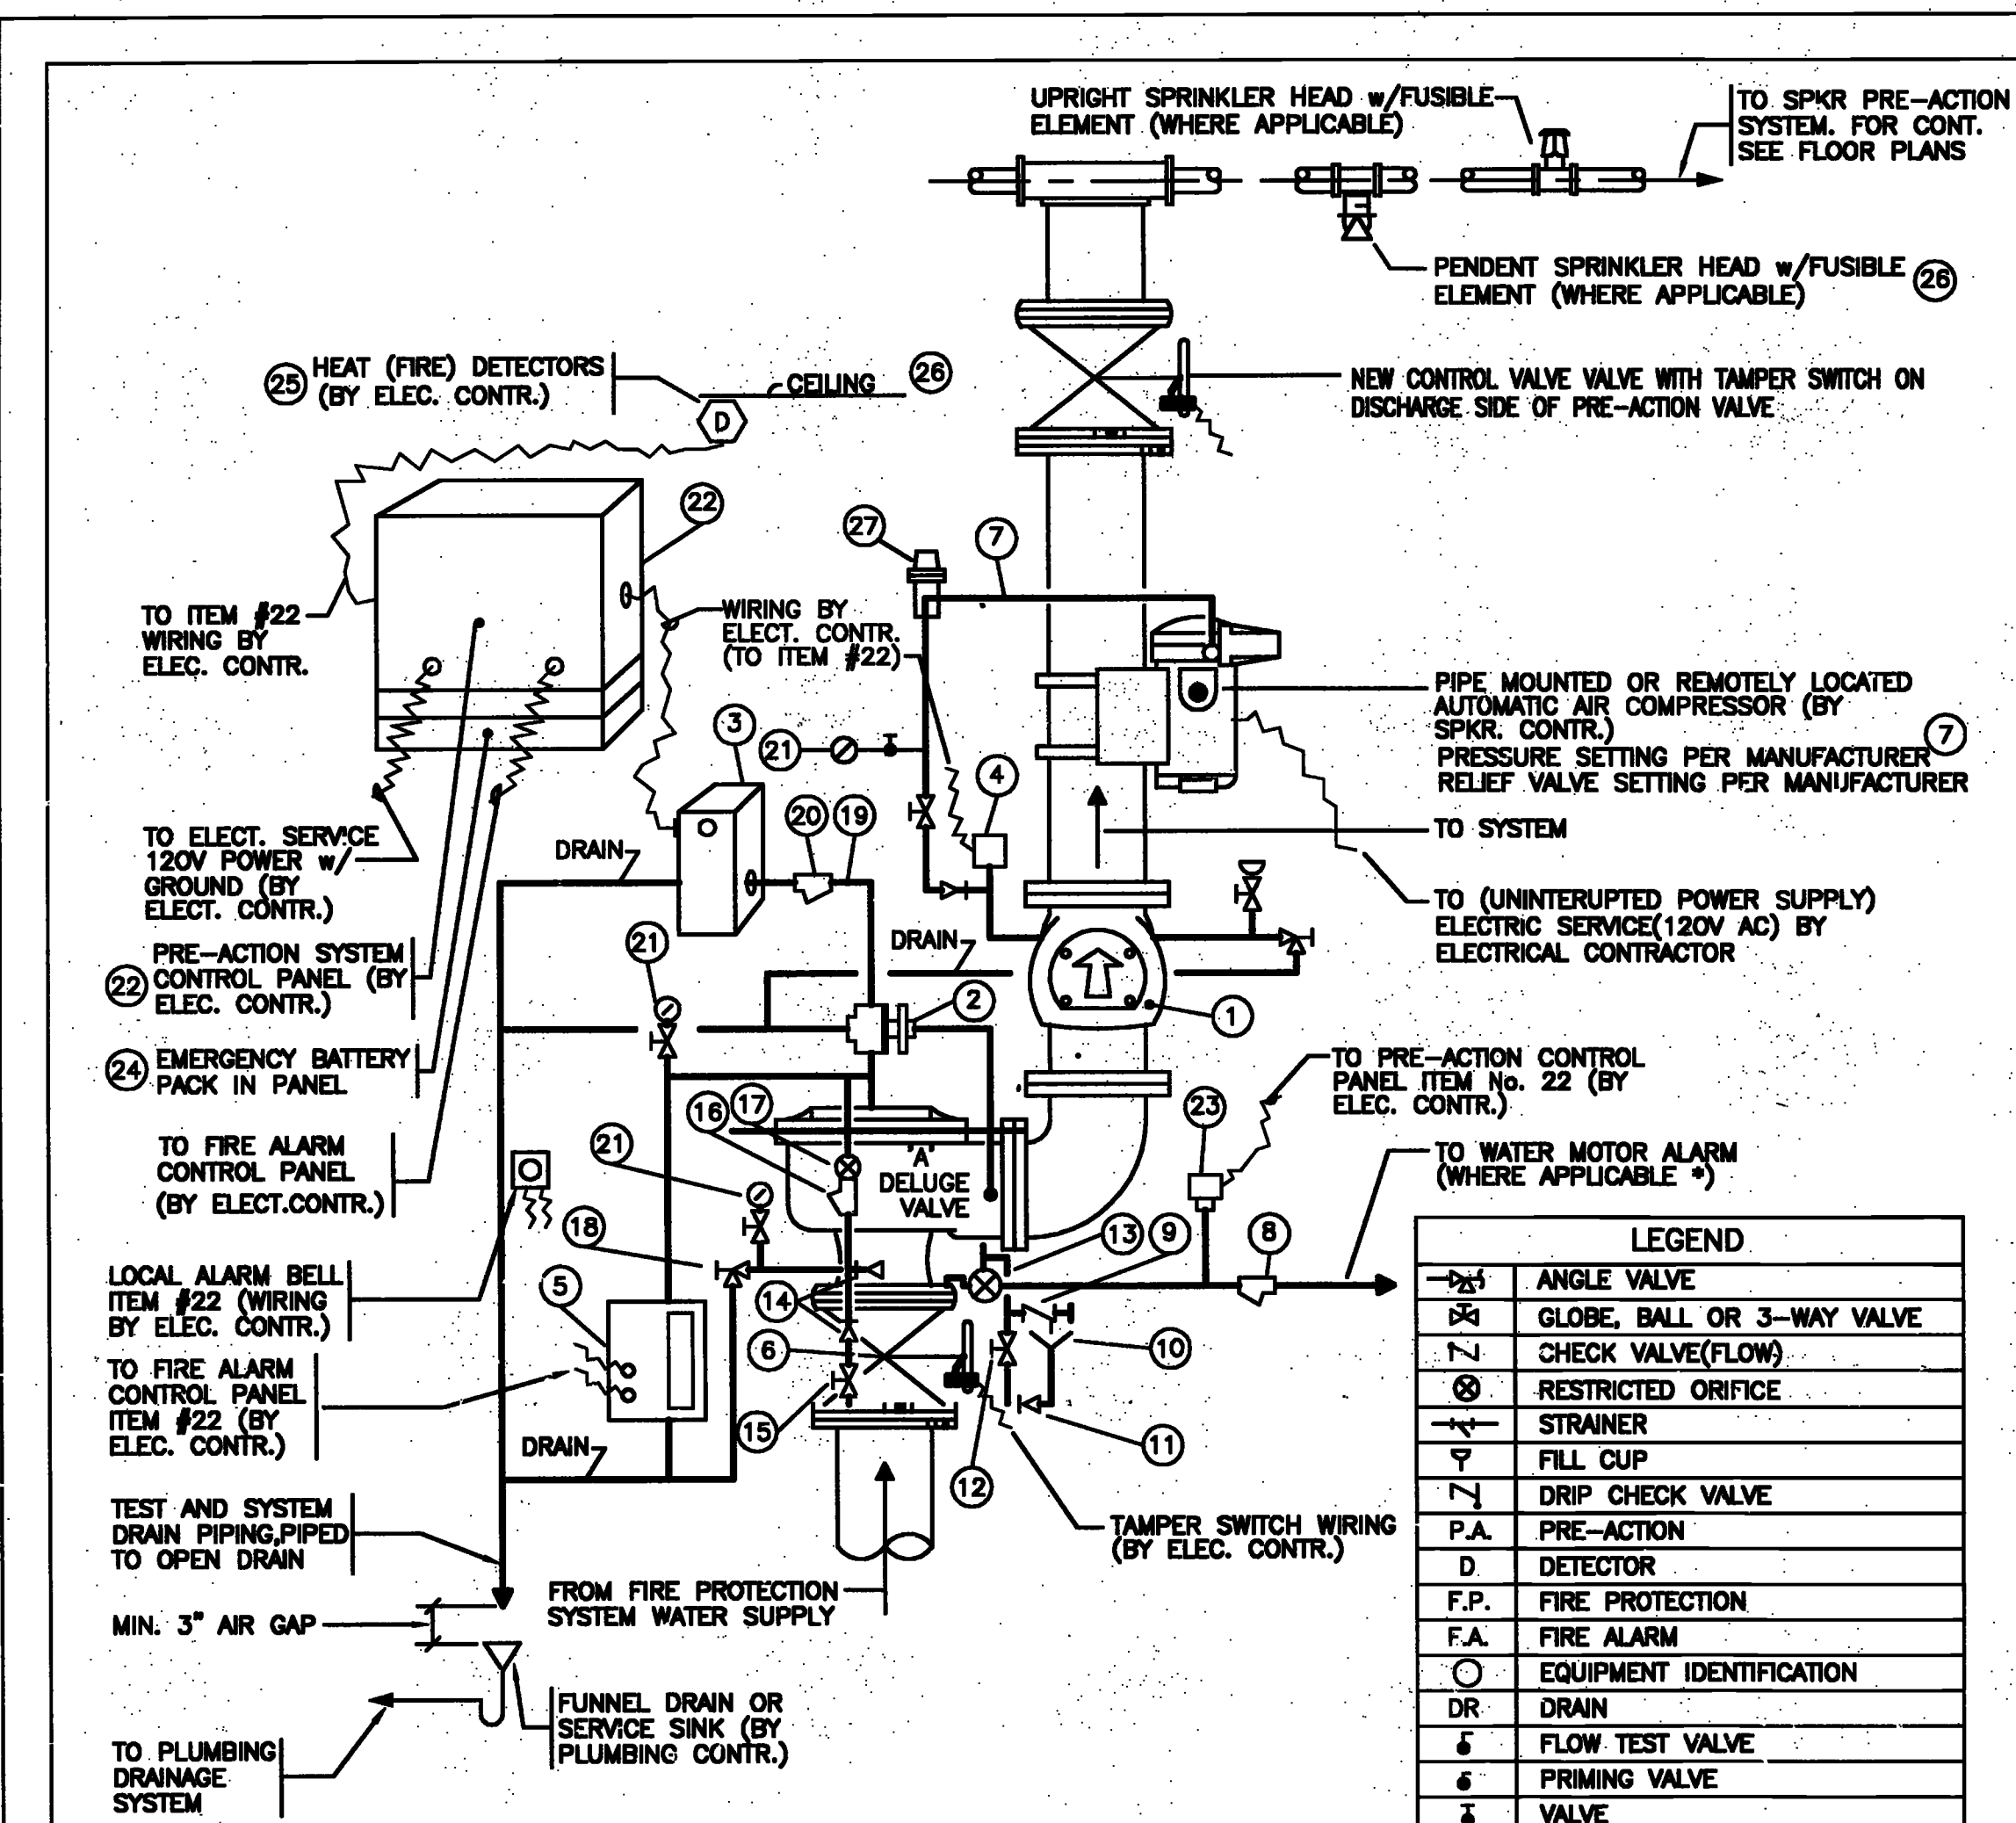 UPRIGHT SPRINKLER HEAD w/FUSIBLE
ELEMENT (WHERE APPLICABLE)
TO SPKR PRE-ACTION
SYSTEM. FOR CONT.
SEE FLOOR PLANS
PENDENT SPRINKLER HEAD w/FUSIBLE
ELEMENT (WHERE APPLICABLE)
26
25
HEAT (FIRE) DETECTORS
(BY ELEC. CONTR.)
CEILING
26
D
NEW CONTROL VALVE VALVE WITH TAMPER SWITCH ON
DISCHARGE SIDE OF PRE-ACTION VALVE
22
27
7
TO ITEM #22
WIRING BY
ELEC. CONTR.
WIRING BY
ELECT. CONTR.
(TO ITEM #22)
PIPE MOUNTED OR REMOTELY LOCATED
AUTOMATIC AIR COMPRESSOR (BY
SPKR. CONTR.)
PRESSURE SETTING PER MANUFACTURER
RELIEF VALVE SETTING PER MANUFACTURER
7
3
21
4
20
19
TO SYSTEM
TO ELECT. SERVICE
120V POWER w/
GROUND (BY
ELECT. CONTR.)
DRAIN
TO (UNINTERUPTED POWER SUPPLY)
ELECTRIC SERVICE(120V AC) BY
ELECTRICAL CONTRACTOR
21
DRAIN
22
PRE-ACTION SYSTEM
CONTROL PANEL (BY
ELEC. CONTR.)
2
1
24
EMERGENCY BATTERY
PACK IN PANEL
TO PRE-ACTION CONTROL
PANEL ITEM No. 22 (BY
ELEC. CONTR.)
16
17
23
TO FIRE ALARM
CONTROL PANEL
(BY ELECT.CONTR.)
21
'A'
DELUGE
VALVE
TO WATER MOTOR ALARM
(WHERE APPLICABLE *)
18
13
9
8
LOCAL ALARM BELL
ITEM #22 (WIRING
BY ELEC. CONTR.)
5
14
6
10
TO FIRE ALARM
CONTROL PANEL
ITEM #22 (BY
ELEC. CONTR.)
15
11
12
DRAIN
TEST AND SYSTEM
DRAIN PIPING,PIPED
TO OPEN DRAIN
TAMPER SWITCH WIRING
(BY ELEC. CONTR.)
FROM FIRE PROTECTION
SYSTEM WATER SUPPLY
MIN. 3" AIR GAP
FUNNEL DRAIN OR
SERVICE SINK (BY
PLUMBING CONTR.)
TO PLUMBING
DRAINAGE
SYSTEM
LEGEND
ANGLE VALVE
GLOBE, BALL OR 3-WAY VALVE
CHECK VALVE(FLOW)
RESTRICTED ORIFICE
STRAINER
FILL CUP
DRIP CHECK VALVE
P.A. PRE-ACTION
D. DETECTOR
F.P. FIRE PROTECTION
F.A. FIRE ALARM
EQUIPMENT IDENTIFICATION
DR DRAIN
FLOW TEST VALVE
PRIMING VALVE
VALVE